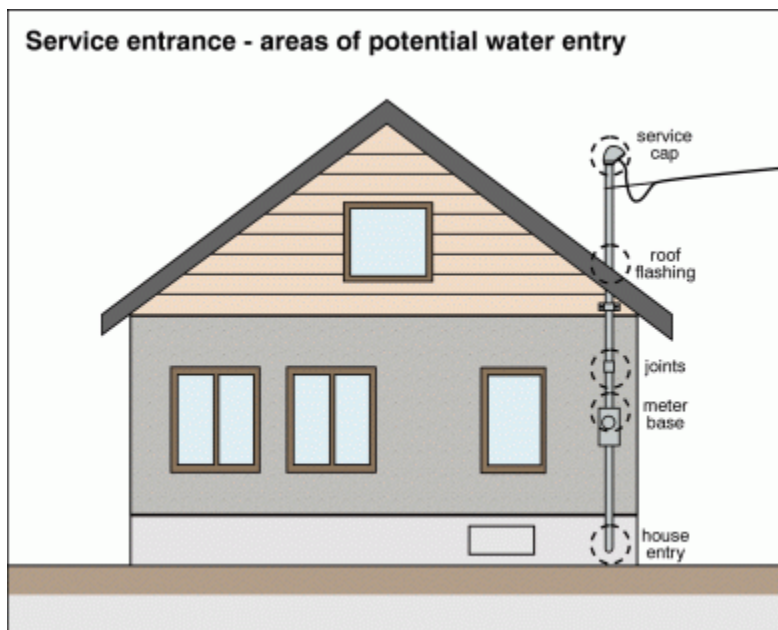 Service entrance - areas of potential water entry
service
cap
roof
flashing
joints
meter
base
house
entry